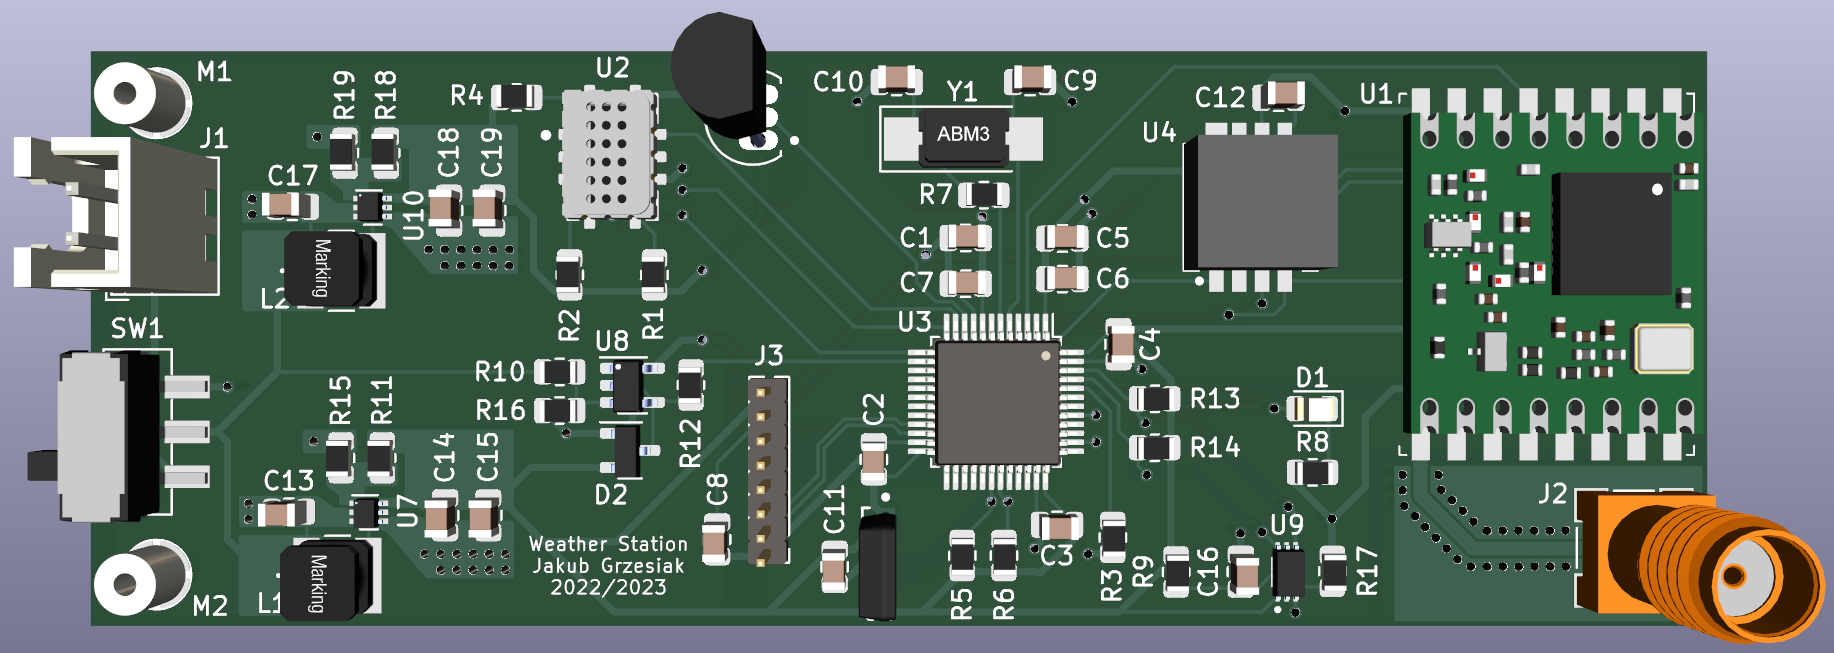 M1
R19
R18
J1
C17
U10
C18
C19
R4
U2
C10
Y1
C9
ABM3
R7
C12
U1
U4
C1
C5
C7
C6
Marking
L2
R2
R1
SW1
U3
C4
R15
R11
R10
U8
R16
R12
J3
C2
R13
R14
D1
R8
C13
U7
C14
C15
D2
C8
C11
J2
Marking
L1
M2
Weather Station
Jakub Grzesiak
2022/2023
R5
R6
C3
R3
R9
C16
U9
R17